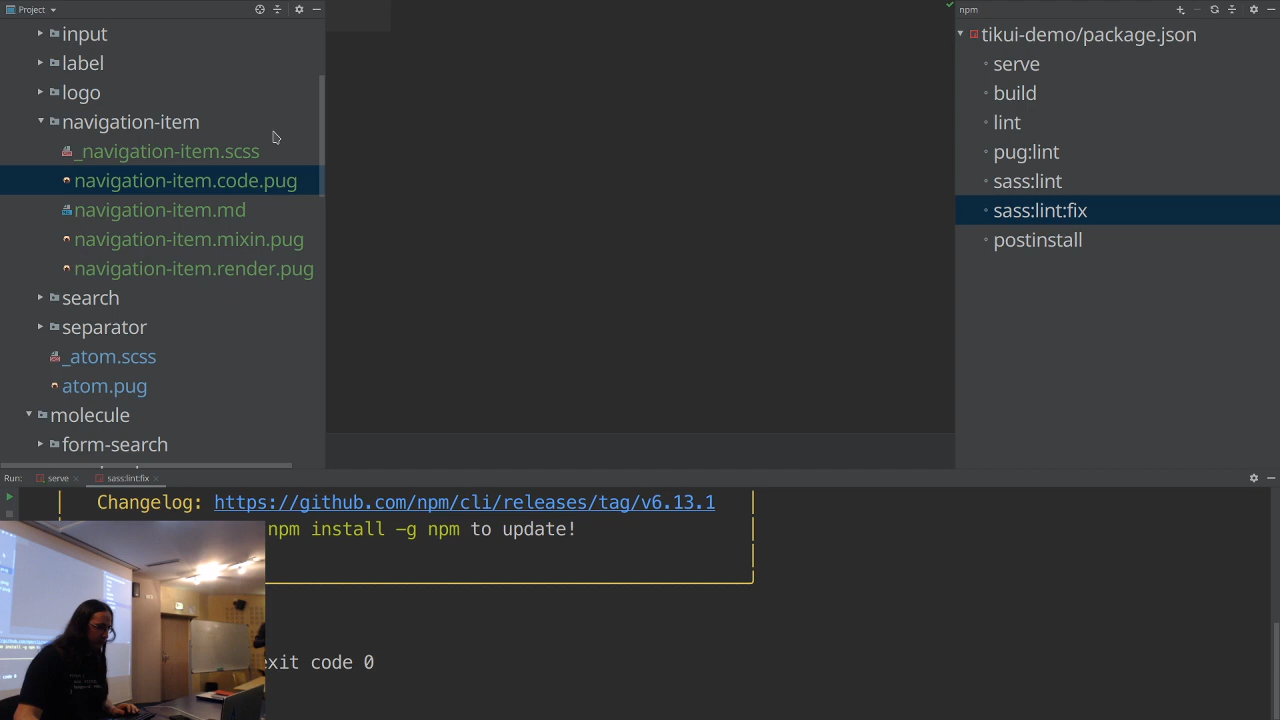 Project
input
label
logo
navigation-item
_navigation-item.scss
navigation-item.code.pug
navigation-item.md
navigation-item.mixin.pug
navigation-item.render.pug
search
separator
_atom.scss
atom.pug
molecule
form-search
npm
tikui-demo/package.json
serve
build
lint
pug:lint
sass:lint
sass:lint:fix
postinstall
Run: serve sass:lint:fix
Changelog: https://github.com/npm/cli/releases/tag/v6.13.1
npm install -g npm to update!
exit code 0